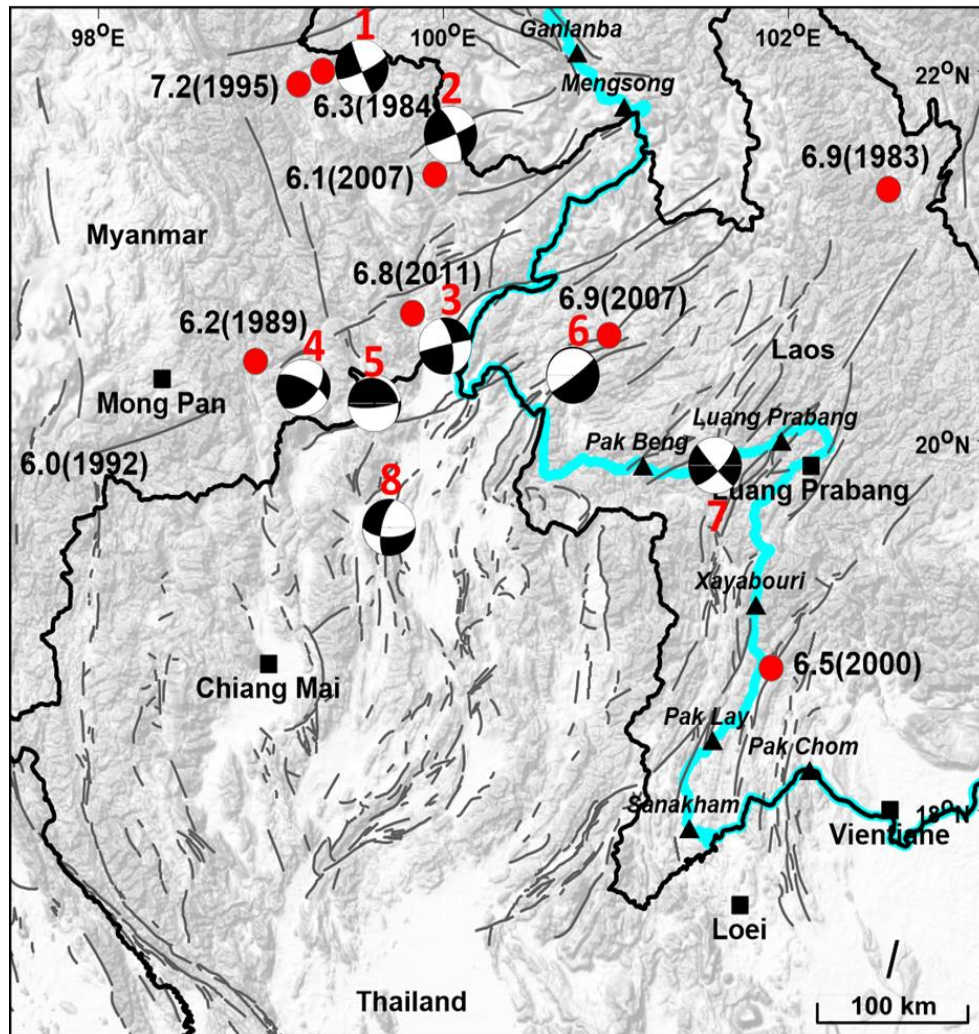 98°E
100°E
102°E
1
Ganlanba
22°N
7.2(1995)
6.3(1984
2
Mengsong
6.1(2007)
6.9(1983)
Myanmar
6.8(2011)
3
6.9(2007)
6.2(1989)
4
5
6
Laos
Mong Pan
Luang Prabang
20°N
Pak Beng
6.0(1992)
8
Luang Prabang
7
Xayabouri
6.5(2000)
Chiang Mai
Pak Lay
Pak Chom
Sanakham
18°N
Vientiane
Loei
Thailand
100 km